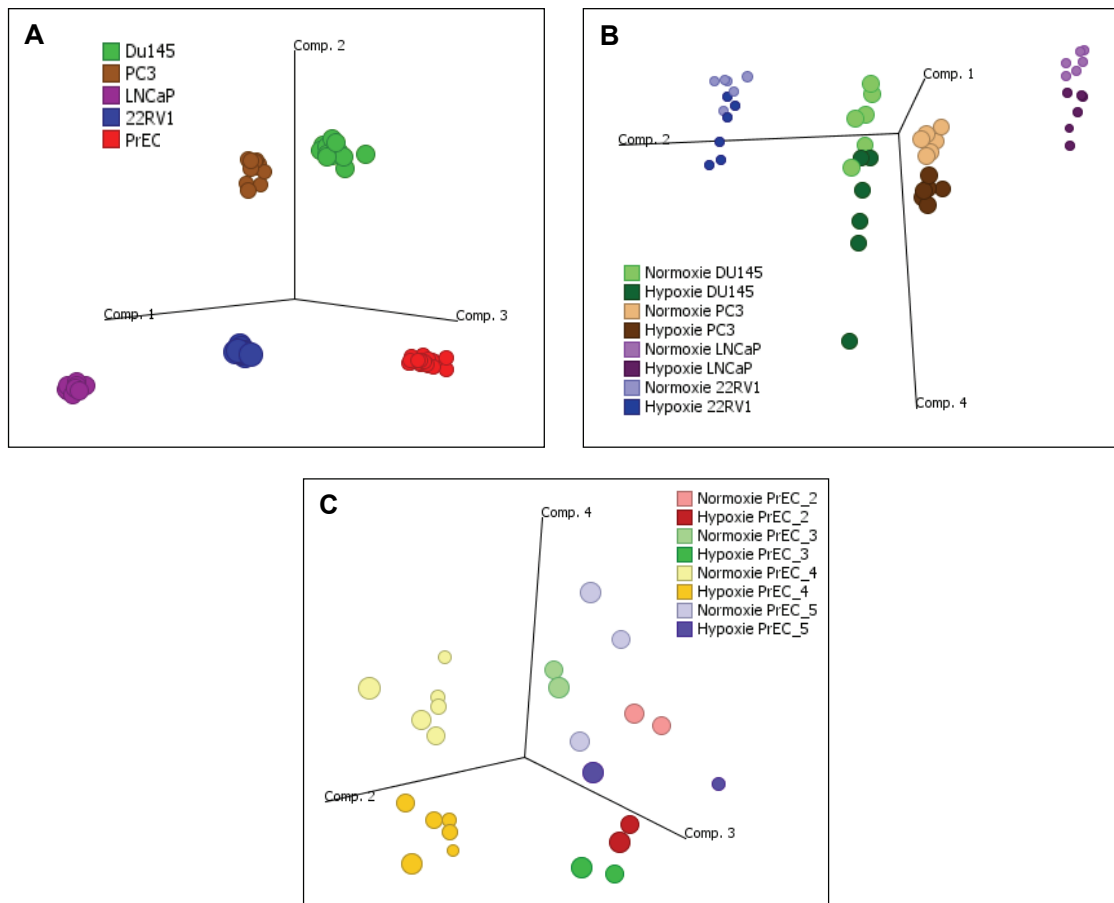 A
Du145
PC3
LNCaP
22RV1
PrEC
Comp. 2
Comp. 1
Comp. 3
B
Comp. 1
Comp. 2
Normoxie DU145
Hypoxie DU145
Normoxie PC3
Hypoxie PC3
Normoxie LNCaP
Hypoxie LNCaP
Normoxie 22RV1
Hypoxie 22RV1
Comp. 4
C
Comp. 4
Normoxie PrEC_2
Hypoxie PrEC_2
Normoxie PrEC_3
Hypoxie PrEC_3
Normoxie PrEC_4
Hypoxie PrEC_4
Normoxie PrEC_5
Hypoxie PrEC_5
Comp. 2
Comp. 3